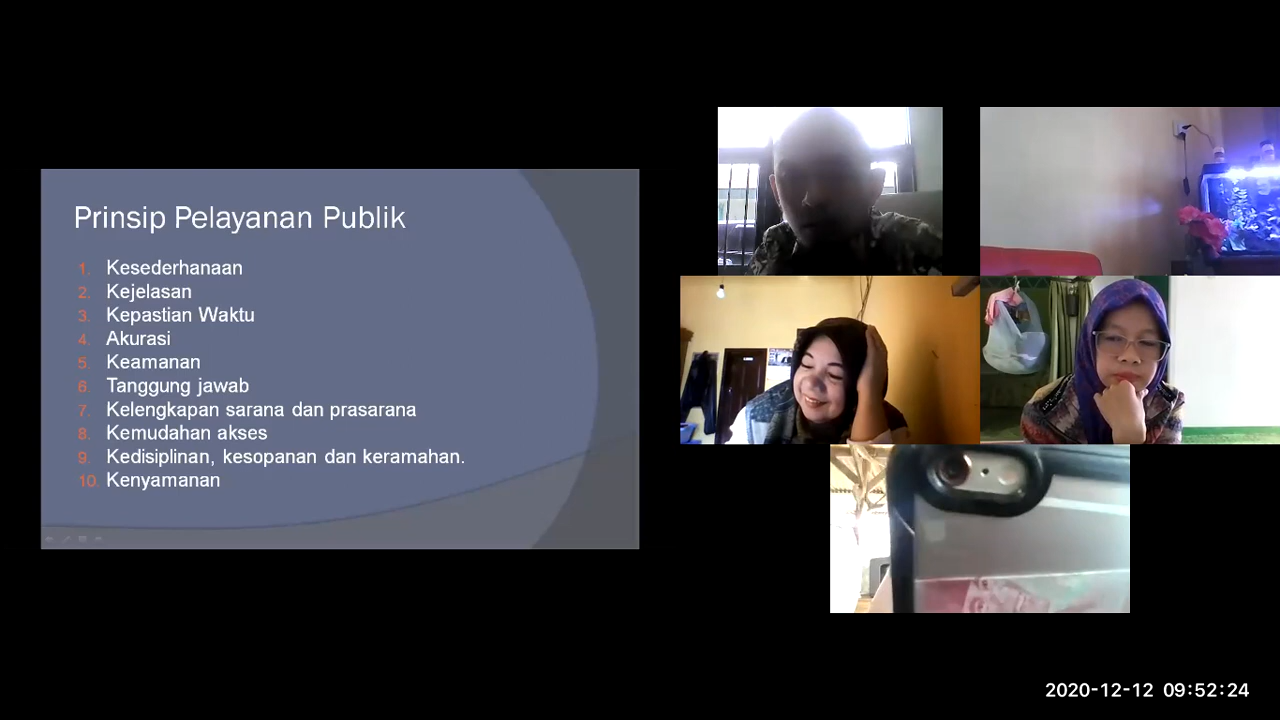 Prinsip Pelayanan Publik
1. Kesederhanaan
2. Kejelasan
3. Kepastian Waktu
4. Akurasi
5. Keamanan
6. Tanggung jawab
7. Kelengkapan sarana dan prasarana
8. Kemudahan akses
9. Kedisiplinan, kesopanan dan keramahan.
10. Kenyamanan
2020-12-12 09:52:24